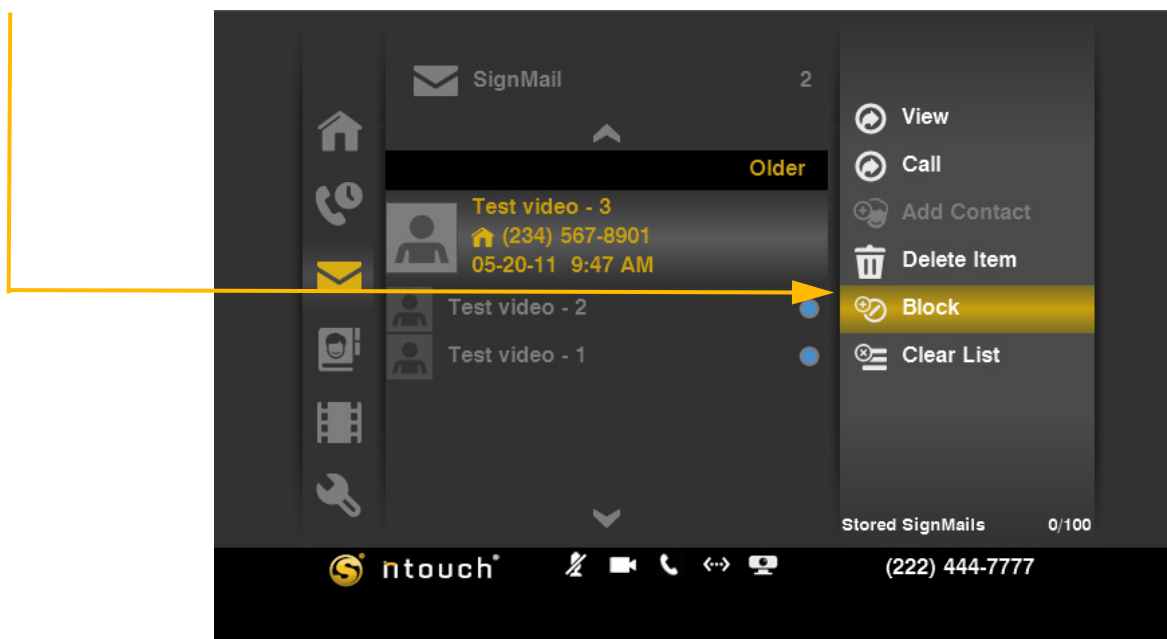 SignMail 2
Older
Test video - 3
(234) 567-8901
05-20-11 9:47 AM
Test video - 2
Test video - 1
View
Call
Add Contact
Delete Item
Block
Clear List
Stored SignMails 0/100
S ntouch (222) 444-7777